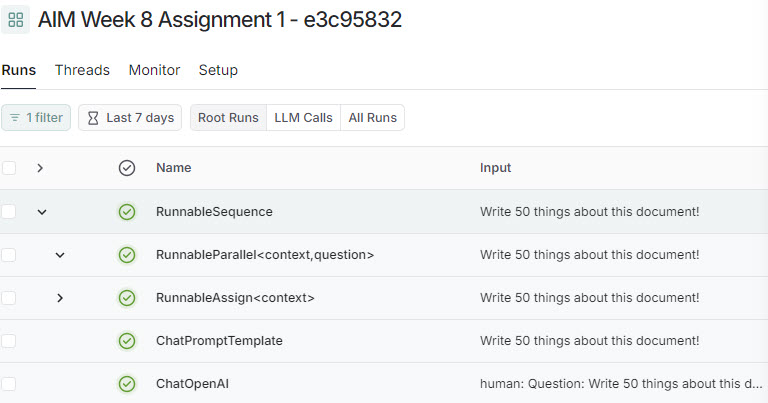 AIM Week 8 Assignment 1 - e3c95832
Runs Threads Monitor Setup
1 filter Last 7 days Root Runs LLM Calls All Runs
Name Input
RunnableSequence Write 50 things about this document!
RunnableParallel<context,question> Write 50 things about this document!
RunnableAssign<context> Write 50 things about this document!
ChatPromptTemplate Write 50 things about this document!
ChatOpenAI human: Question: Write 50 things about this d...